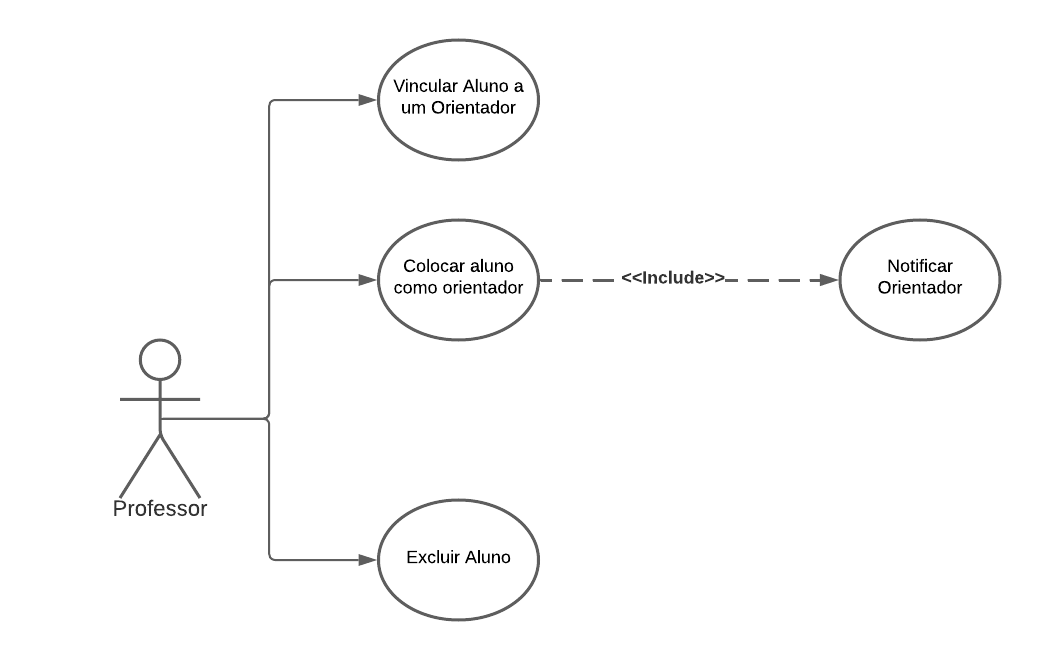 Vincular Aluno a
um Orientador
Colocar aluno
como orientador
<<Include>>
Notificar
Orientador
Professor
Excluir Aluno